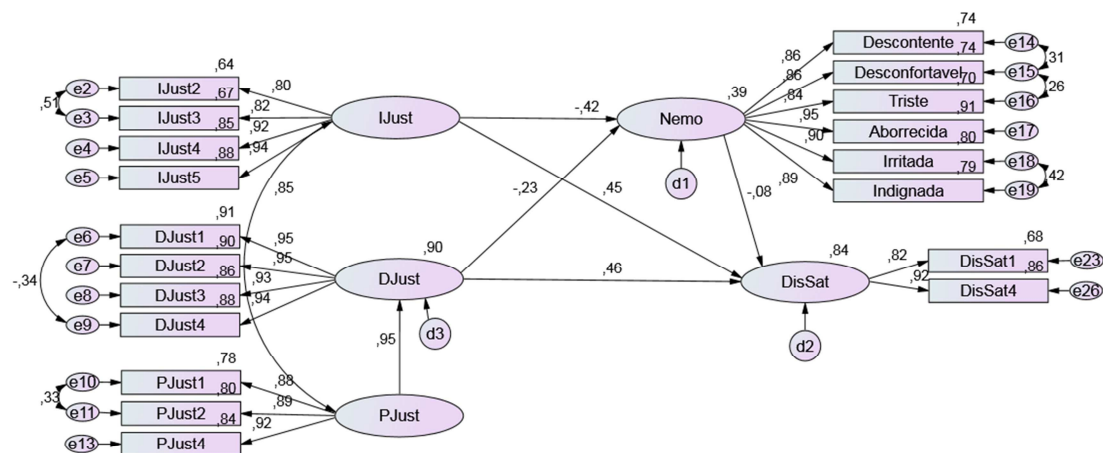 ,74
,86
Descontente
e14
,74
,31
,86
Desconfortavel
e15
,70
,26
,84
Triste
e16
,91
,95
Aborrecida
e17
,80
,90
Irritada
e18
,79
,42
,89
Indignada
e19
,64
e2
IJust2
,80
,51
,67
e3
IJust3
,82
,85
e4
IJust4
,92
,88
e5
IJust5
,94
IJust
-,42
,39
Nemo
d1
,85
-,23
,45
-,08
,91
e6
DJust1
,95
,90
e7
DJust2
,95
-,34
,86
e8
DJust3
,93
,88
e9
DJust4
,94
,90
DJust
d3
,46
,84
DisSat
d2
,68
,82
DisSat1
e23
,86
,92
DisSat4
e26
,95
,78
e10
PJust1
,88
,33
,80
e11
PJust2
,89
,84
e13
PJust4
,92
PJust